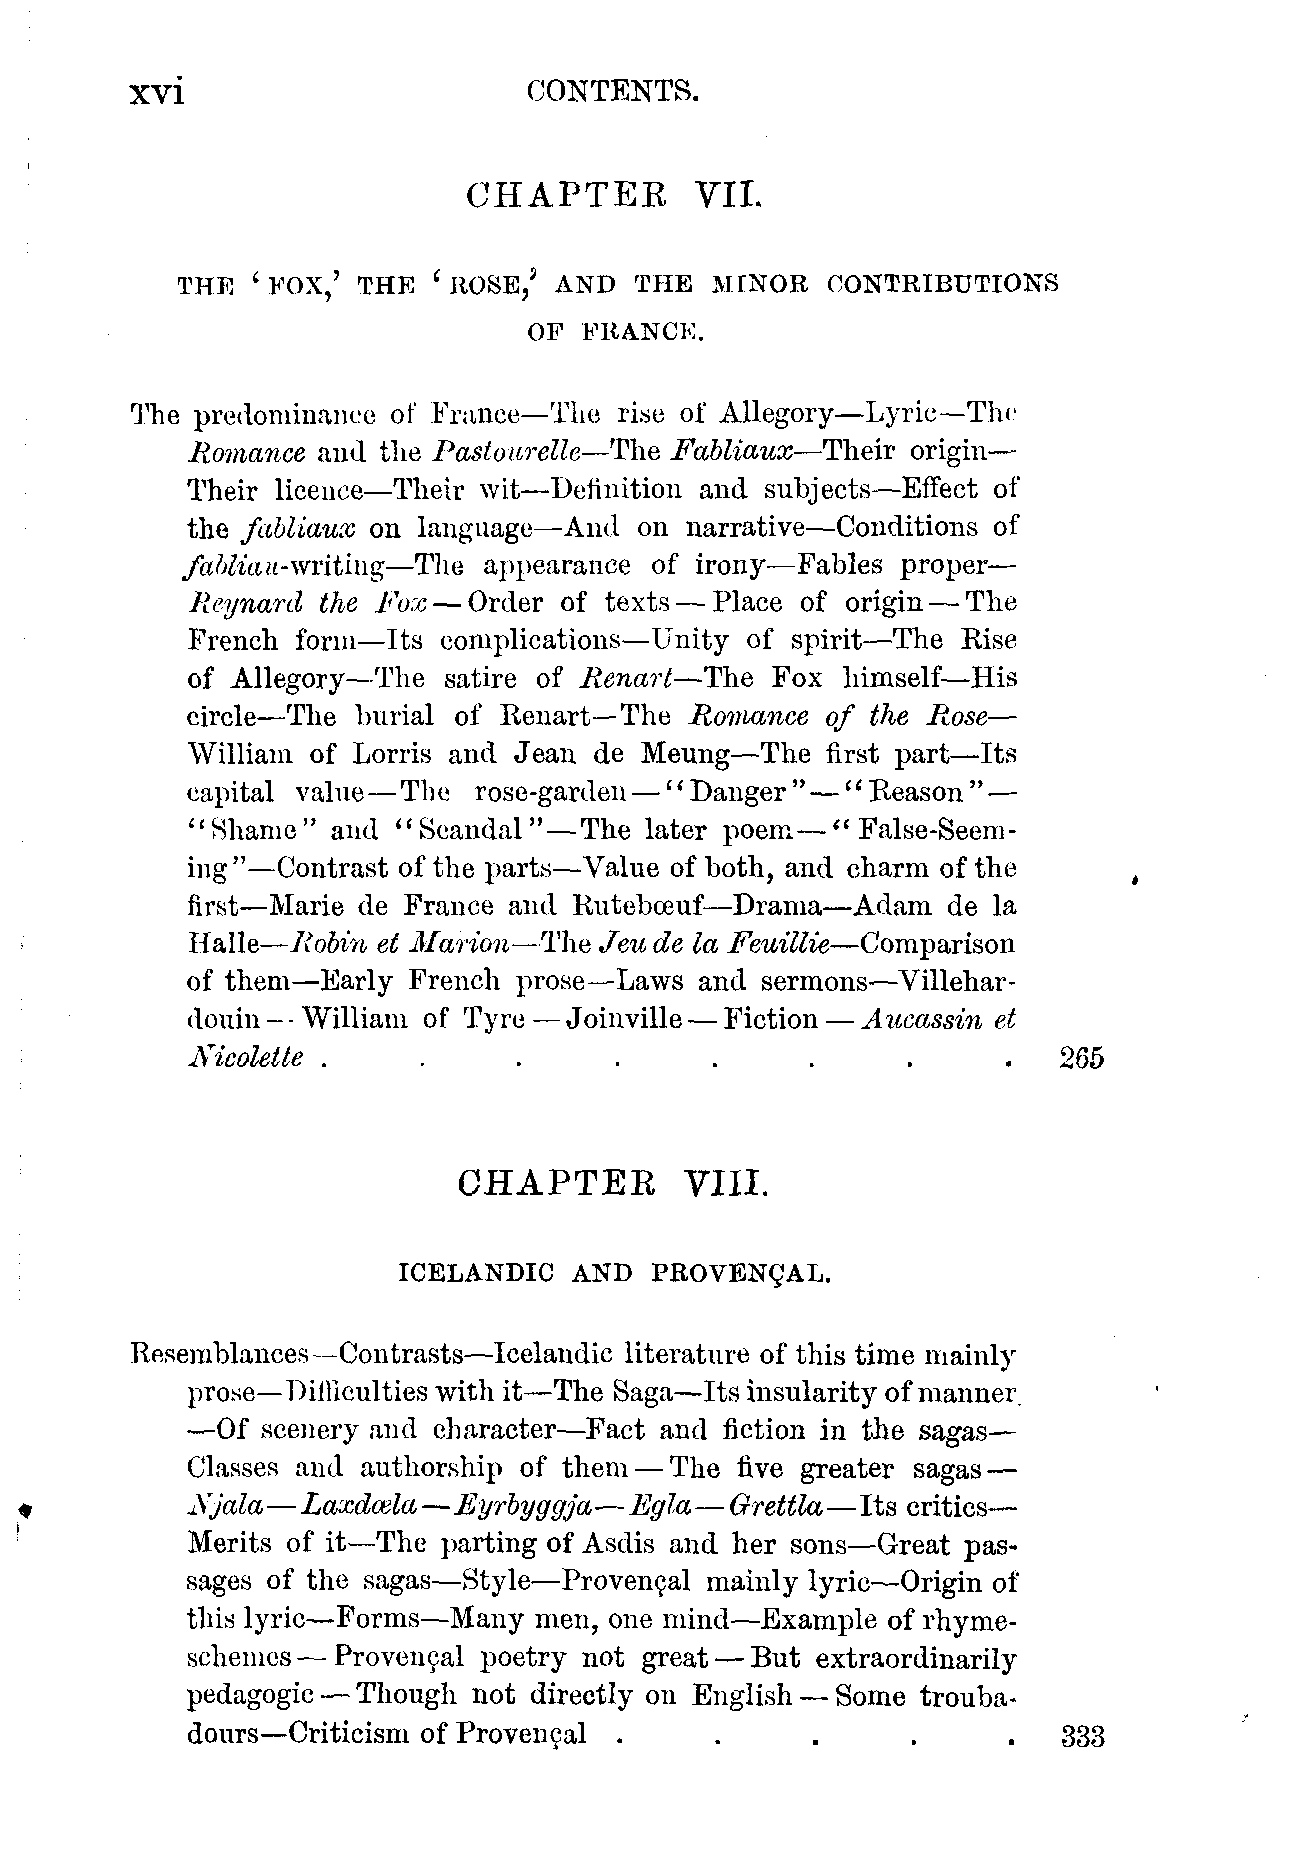 xvi CONTENTS.
CHAPTER VII.
THE ‘FOX,’ THE ‘ROSE,’ AND THE MINOR CONTRIBUTIONS
OF FRANCE.
The predominance of France—The rise of Allegory—Lyric—The
Romance and the Pastourelle—The Fabliaux—Their origin—
Their licence—Their wit—Definition and subjects—Effect of
the fabliaux on language—And on narrative—Conditions of
fabliau-writing—The appearance of irony—Fables proper—
Reynard the Fox—Order of texts—Place of origin—The
French form—Its complications—Unity of spirit—The Rise
of Allegory—The satire of Renart—The Fox himself—His
circle—The burial of Renart—The Romance of the Rose—
William of Lorris and Jean de Meung—The first part—Its
capital value—The rose-garden—“Danger”—“Reason”—
“Shame” and “Scandal”—The later poem—“False-Seem-
ing”—Contrast of the parts—Value of both, and charm of the
first—Marie de France and Rutebœuf—Drama—Adam de la
Halle—Robin et Marion—The Jeu de la Feuillie—Comparison
of them—Early French prose—Laws and sermons—Villehar-
douin—William of Tyre—Joinville—Fiction—Aucassin et
Nicolette . . . . . . . . 265
CHAPTER VIII.
ICELANDIC AND PROVENÇAL.
Resemblances—Contrasts—Icelandic literature of this time mainly
prose—Difficulties with it—The Saga—Its insularity of manner
—Of scenery and character—Fact and fiction in the sagas—
Classes and authorship of them—The five greater sagas—
Njala—Laxdæla—Eyrbyggja—Egla—Grettla—Its critics—
Merits of it—The parting of Asdis and her sons—Great pas-
sages of the sagas—Style—Provençal mainly lyric—Origin of
this lyric—Forms—Many men, one mind—Example of rhyme-
schemes—Provençal poetry not great—But extraordinarily
pedagogic—Though not directly on English—Some trouba-
dours—Criticism of Provençal . . . . . 333